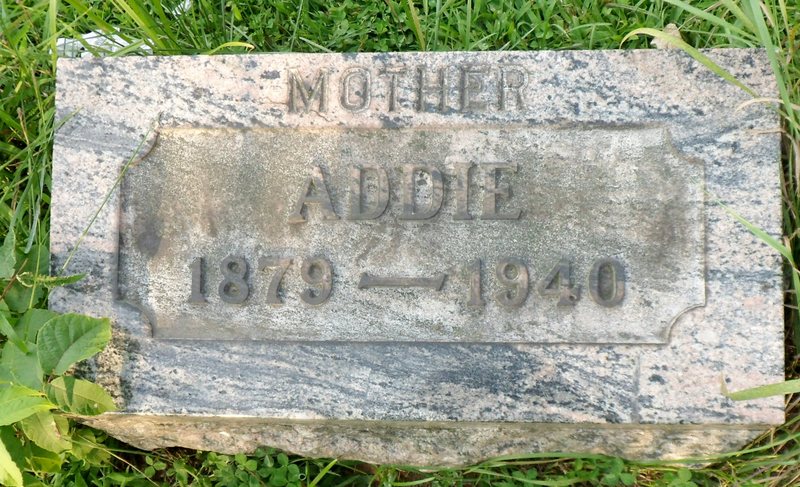 MOTHER
ADDIE
1879 — 1940